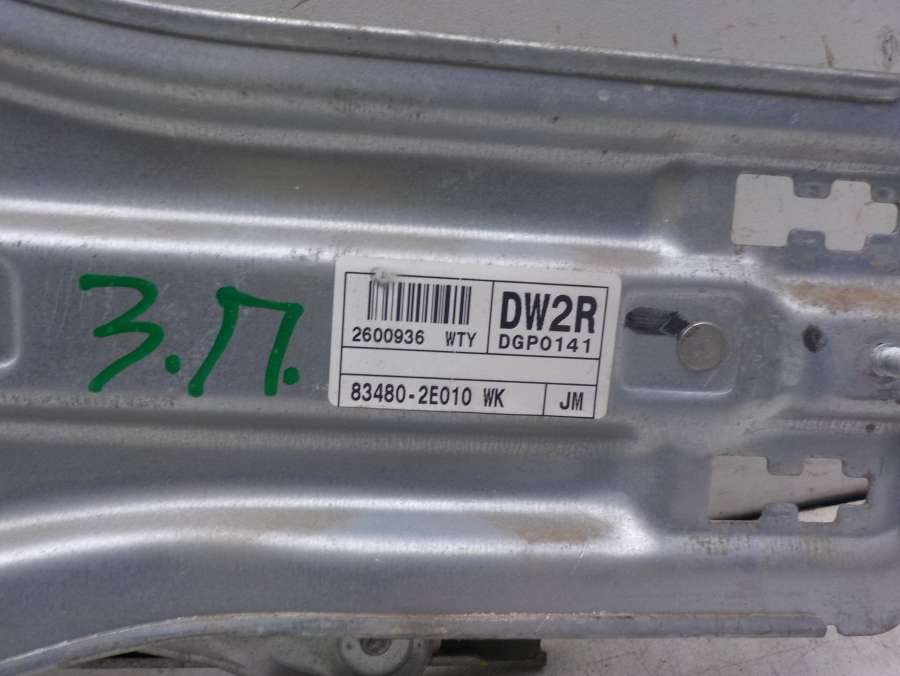 З.П.
DW2R
2600936 WTY
DGP0141
83480-2E010 WK
JM